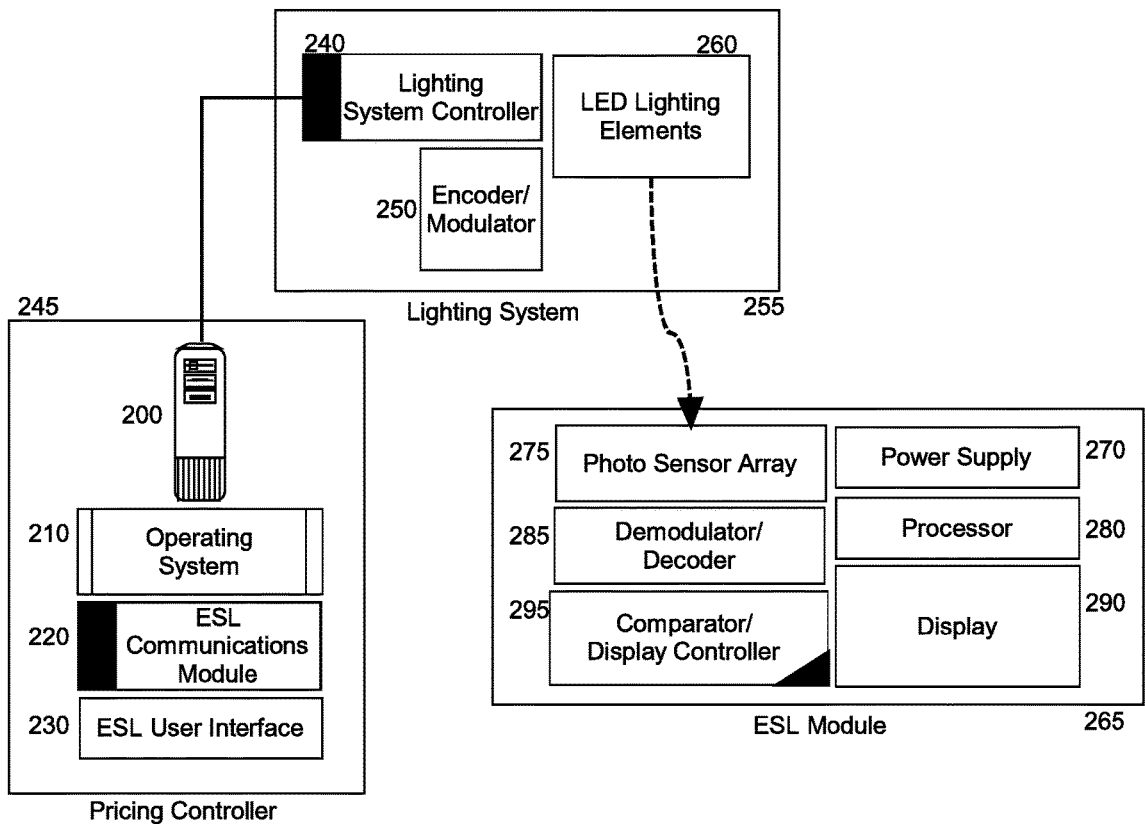 240
Lighting
System Controller
260
LED Lighting
Elements
250
Encoder/
Modulator
Lighting System
255
245
200
210
Operating
System
220
ESL
Communications
Module
230
ESL User Interface
Pricing Controller
275
Photo Sensor Array
Power Supply
270
285
Demodulator/
Decoder
Processor
280
295
Comparator/
Display Controller
Display
290
ESL Module
265